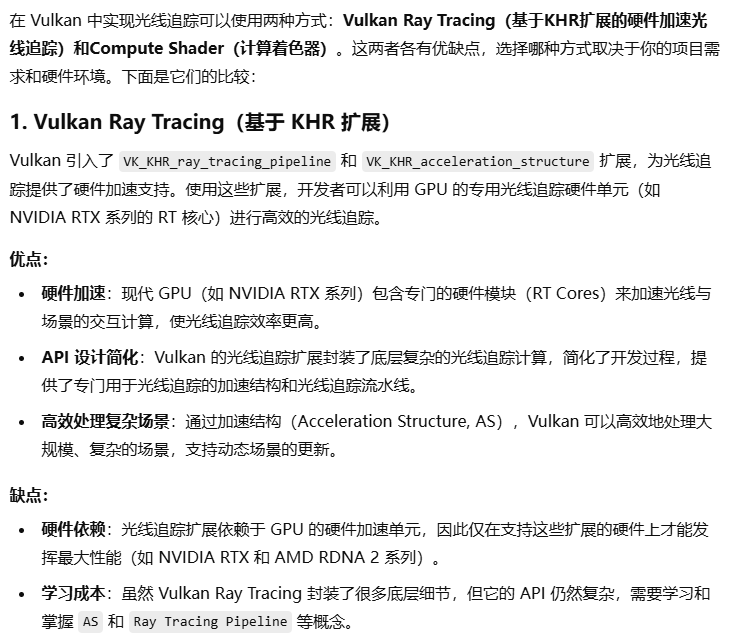 在 Vulkan 中实现光线追踪可以使用两种方式：Vulkan Ray Tracing（基于KHR扩展的硬件加速光
线追踪）和Compute Shader（计算着色器）。这两者各有优缺点，选择哪种方式取决于你的项目需
求和硬件环境。下面是它们的比较：
1. Vulkan Ray Tracing（基于 KHR 扩展）
Vulkan 引入了 VK_KHR_ray_tracing_pipeline 和 VK_KHR_acceleration_structure 扩展，为光线追
踪提供了硬件加速支持。使用这些扩展，开发者可以利用 GPU 的专用光线追踪硬件单元（如
NVIDIA RTX 系列的 RT 核心）进行高效的光线追踪。
优点：
• 硬件加速：现代 GPU（如 NVIDIA RTX 系列）包含专门的硬件模块（RT Cores）来加速光线与
场景的交互计算，使光线追踪效率更高。
• API 设计简化：Vulkan 的光线追踪扩展封装了底层复杂的光线追踪计算，简化了开发过程，提
供了专门用于光线追踪的加速结构和光线追踪流水线。
• 高效处理复杂场景：通过加速结构（Acceleration Structure, AS），Vulkan 可以高效地处理大
规模、复杂的场景，支持动态场景的更新。
缺点：
• 硬件依赖：光线追踪扩展依赖于 GPU 的硬件加速单元，因此仅在支持这些扩展的硬件上才能发
挥最大性能（如 NVIDIA RTX 和 AMD RDNA 2 系列）。
• 学习成本：虽然 Vulkan Ray Tracing 封装了很多底层细节，但它的 API 仍然复杂，需要学习和
掌握 AS 和 Ray Tracing Pipeline 等概念。